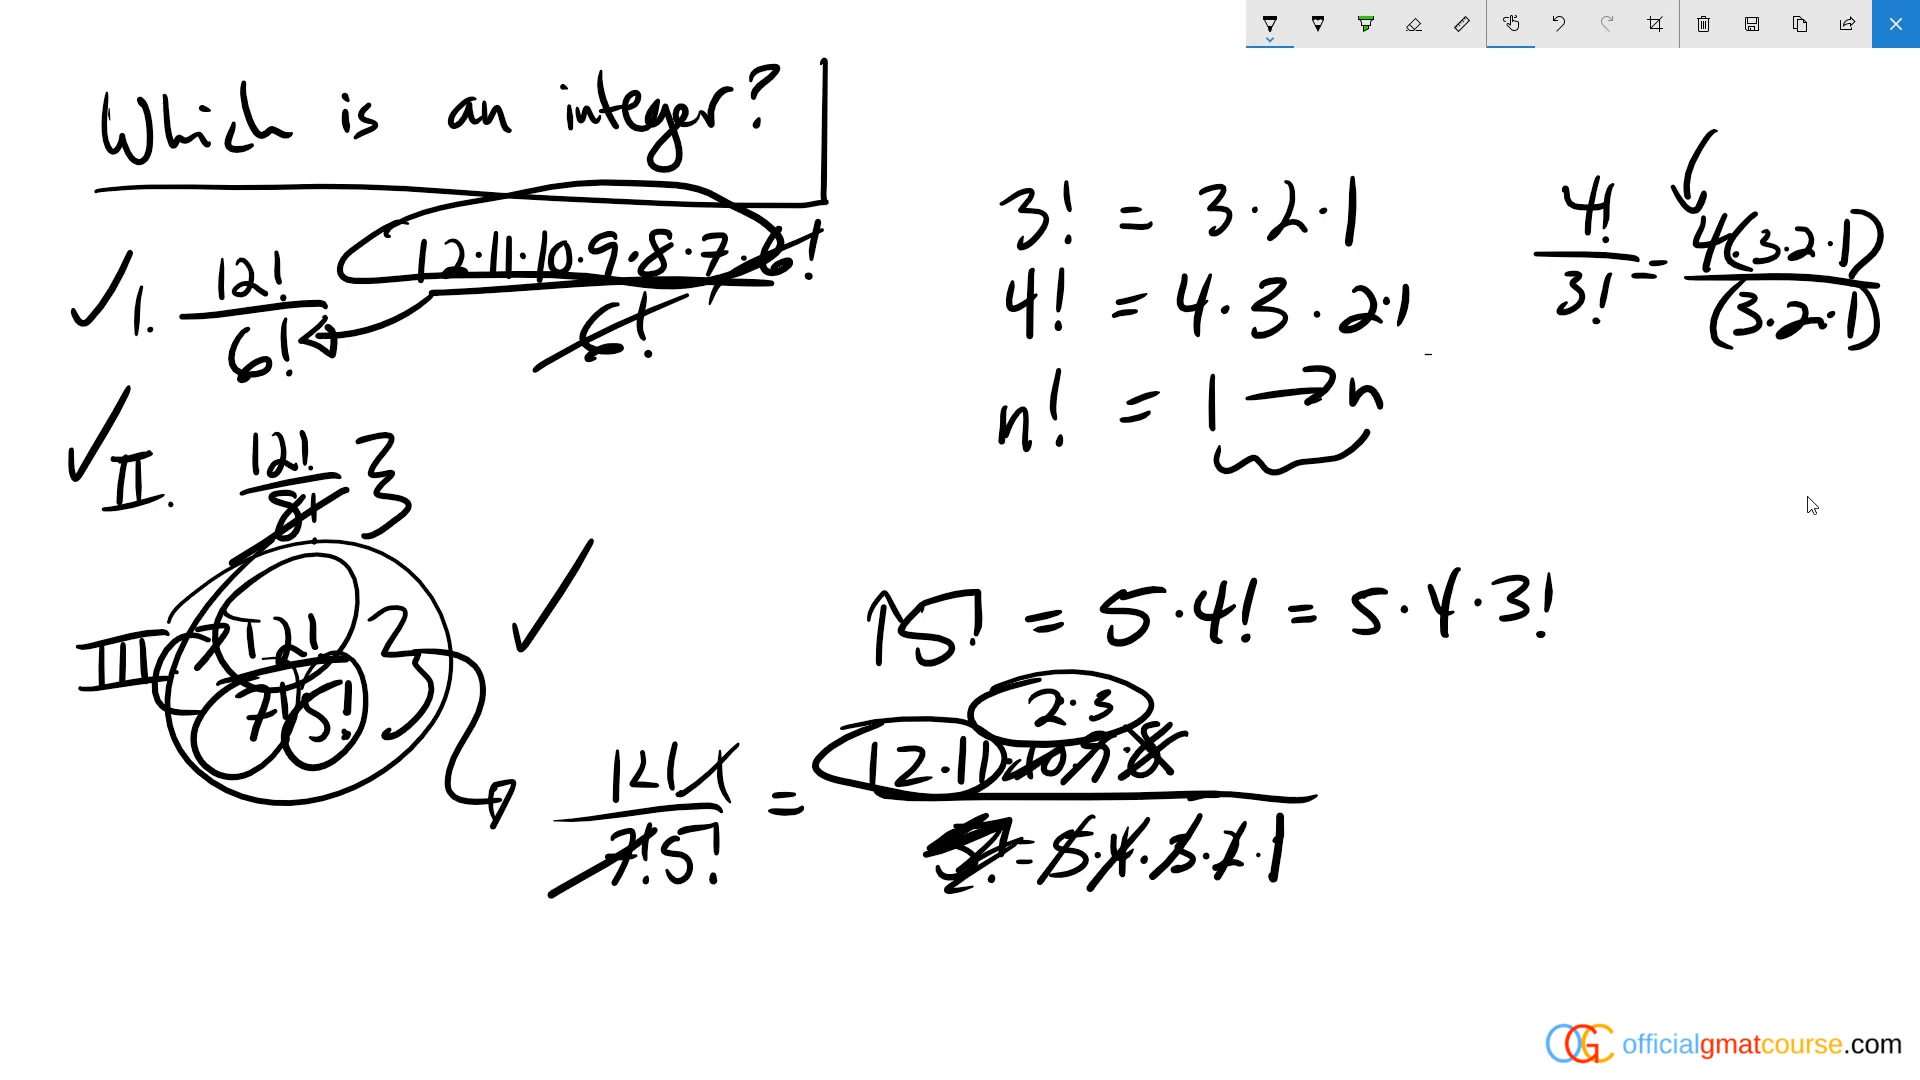 Which is an integer?
1. 12!/6!
12·11·10·9·8·7·6!
6!
II. 12!/8!
III 12!/7!5!
3! = 3·2·1
4! = 4·3·2·1
n! = 1 → n
4!/3! = 4(3·2·1)/(3·2·1)
5! = 5·4! = 5·4·3!
2·3
12!/7!5! = 12·11·10·9·8
= 5·4·3·2·1
officialgmatcourse.com